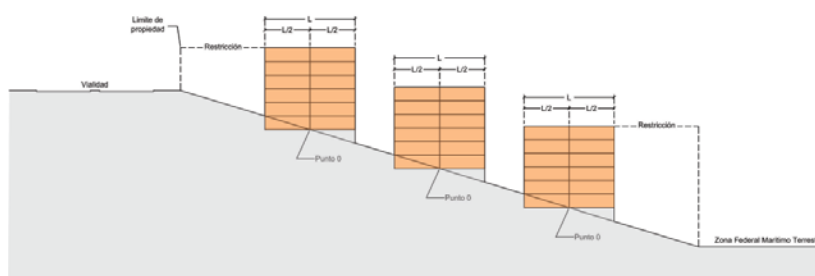 Límite de
propiedad
Restricción
L
L/2
L/2
Vialidad
Punto 0
L
L/2
L/2
Punto 0
L
L/2
L/2
Restricción
Punto 0
Zona Federal Marítimo Terrest